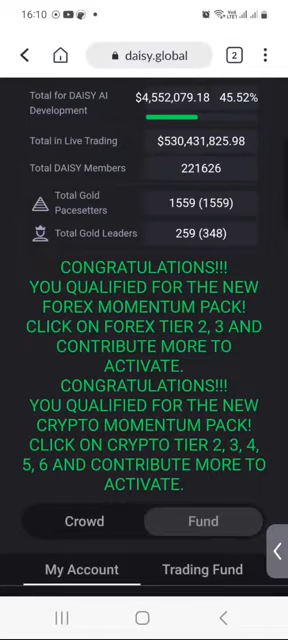 16:10
daisy.global
2
Total for DAISY AI
Development
$4,552,079.18 45.52%
Total in Live Trading
$530,431,825.98
Total DAISY Members
221626
Total Gold
Pacesetters
1559 (1559)
Total Gold Leaders
259 (348)
CONGRATULATIONS!!!
YOU QUALIFIED FOR THE NEW
FOREX MOMENTUM PACK!
CLICK ON FOREX TIER 2, 3 AND
CONTRIBUTE MORE TO
ACTIVATE.
CONGRATULATIONS!!!
YOU QUALIFIED FOR THE NEW
CRYPTO MOMENTUM PACK!
CLICK ON CRYPTO TIER 2, 3, 4,
5, 6 AND CONTRIBUTE MORE TO
ACTIVATE.
Crowd Fund
My Account Trading Fund